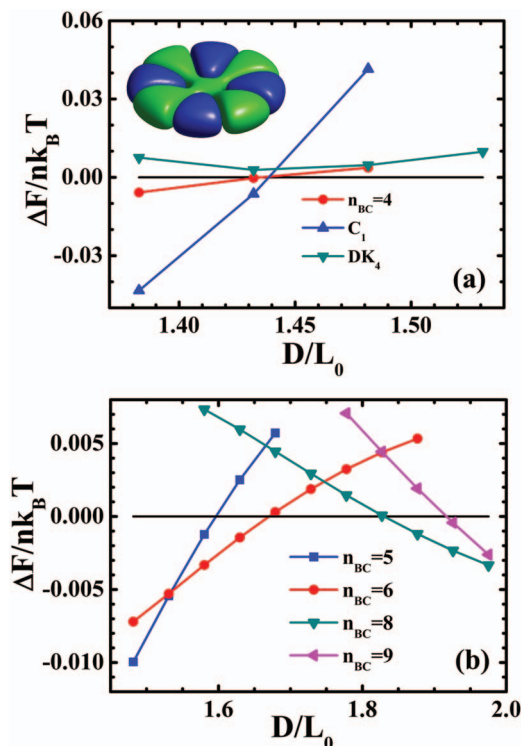 0.06
0.03
0.00
-0.03
ΔF/nk_BT
n_BC=4
C_1
DK_4
(a)
1.40 1.45 1.50
D/L_0
0.005
0.000
-0.005
-0.010
ΔF/nk_BT
n_BC=5
n_BC=6
n_BC=8
n_BC=9
(b)
1.6 1.8 2.0
D/L_0